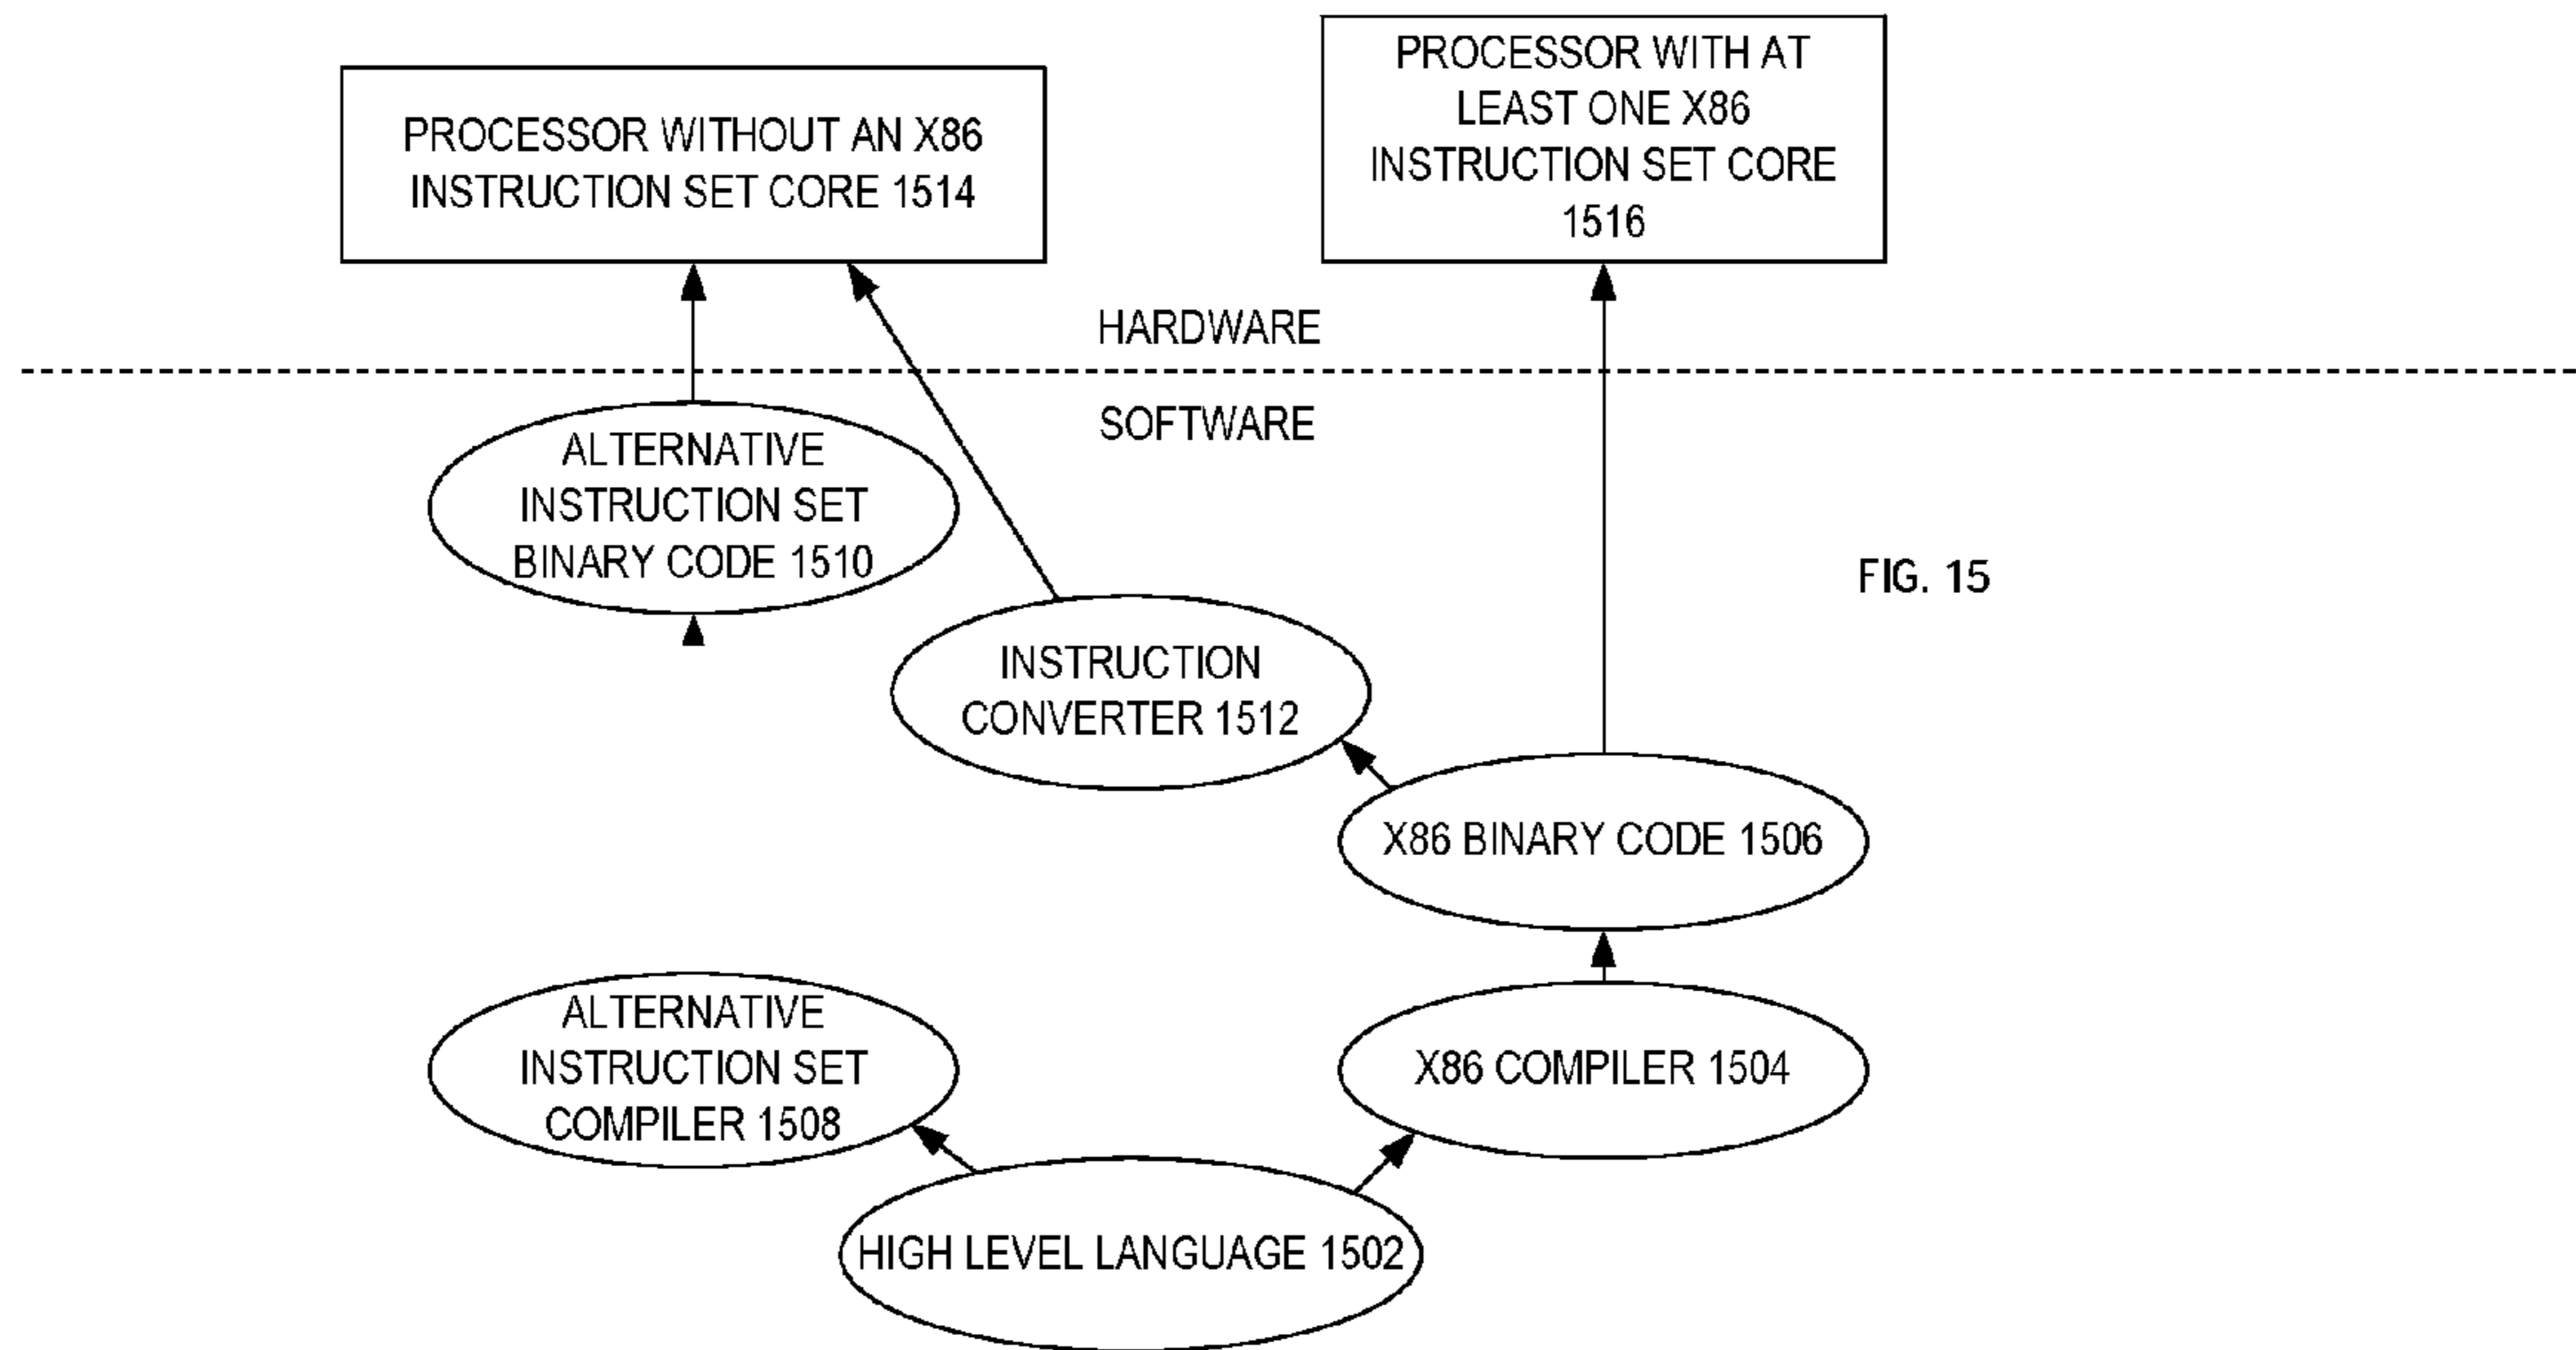 PROCESSOR WITHOUT AN X86
INSTRUCTION SET CORE 1514
PROCESSOR WITH AT
LEAST ONE X86
INSTRUCTION SET CORE
1516
HARDWARE
SOFTWARE
ALTERNATIVE
INSTRUCTION SET
BINARY CODE 1510
FIG. 15
INSTRUCTION
CONVERTER 1512
X86 BINARY CODE 1506
ALTERNATIVE
INSTRUCTION SET
COMPILER 1508
X86 COMPILER 1504
HIGH LEVEL LANGUAGE 1502